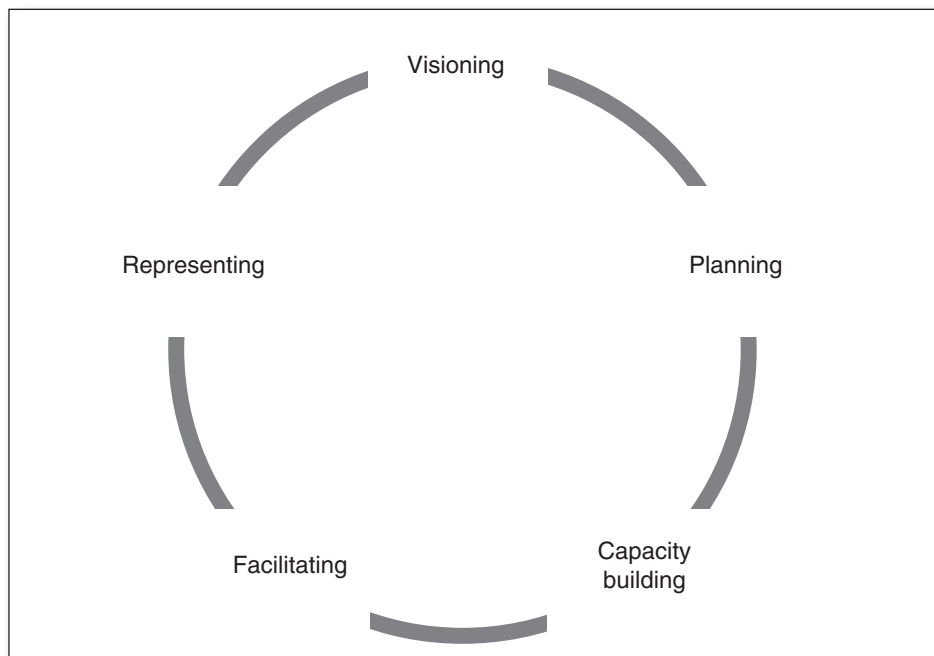 Visioning
Representing
Planning
Facilitating
Capacity
building